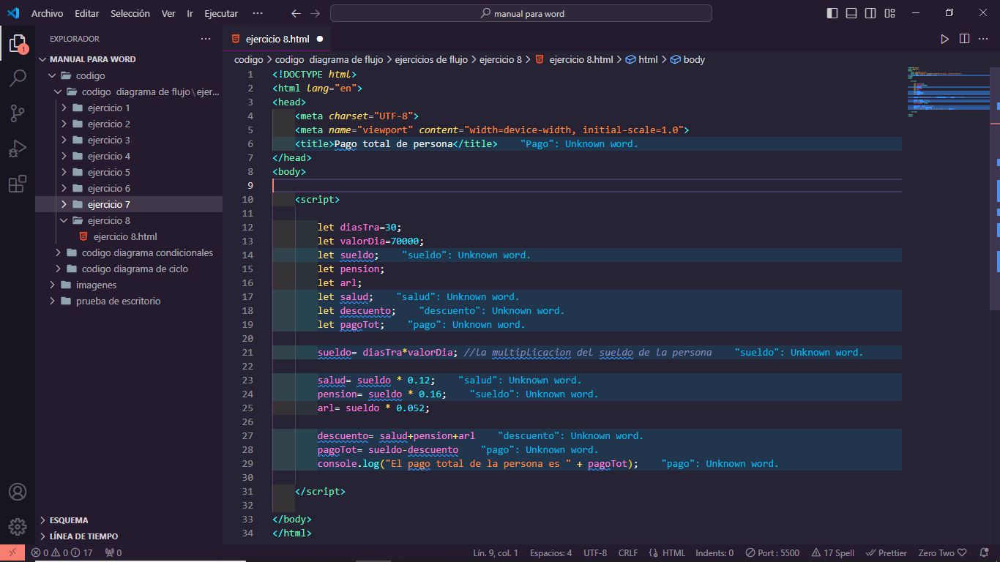 Archivo Editar Selección Ver Ir Ejecutar ···
manual para word
EXPLORADOR ···
1
MANUAL PARA WORD
codigo
codigo diagrama de flujo\ejer...
ejercicio 1
ejercicio 2
ejercicio 3
ejercicio 4
ejercicio 5
ejercicio 6
ejercicio 7
ejercicio 8
ejercicio 8.html
codigo diagrama condicionales
codigo diagrama de ciclo
imagenes
prueba de escritorio
ESQUEMA
LÍNEA DE TIEMPO
ejercicio 8.html
codigo > codigo diagrama de flujo > ejercicios de flujo > ejercicio 8 > ejercicio 8.html > html > body
1 <!DOCTYPE html>
2 <html lang="en">
3 <head>
4 <meta charset="UTF-8">
5 <meta name="viewport" content="width=device-width, initial-scale=1.0">
6 <title>Pago total de persona</title> "Pago": Unknown word.
7 </head>
8 <body>
9
10 <script>
11
12 let diasTra=30;
13 let valorDia=70000;
14 let sueldo; "sueldo": Unknown word.
15 let pension;
16 let arl;
17 let salud; "salud": Unknown word.
18 let descuento; "descuento": Unknown word.
19 let pagoTot; "pago": Unknown word.
20
21 sueldo= diasTra*valorDia; //la multiplicacion del sueldo de la persona "sueldo": Unknown word.
22
23 salud= sueldo * 0.12; "salud": Unknown word.
24 pension= sueldo * 0.16; "sueldo": Unknown word.
25 arl= sueldo * 0.052;
26
27 descuento= salud+pension+arl "descuento": Unknown word.
28 pagoTot= sueldo-descuento "pago": Unknown word.
29 console.log("El pago total de la persona es " + pagoTot); "pago": Unknown word.
30
31 </script>
32
33 </body>
34 </html>
0 0 17 0 Lín. 9, col. 1 Espacios: 4 UTF-8 CRLF HTML Indents: 0 Port : 5500 17 Spell Prettier Zero Two